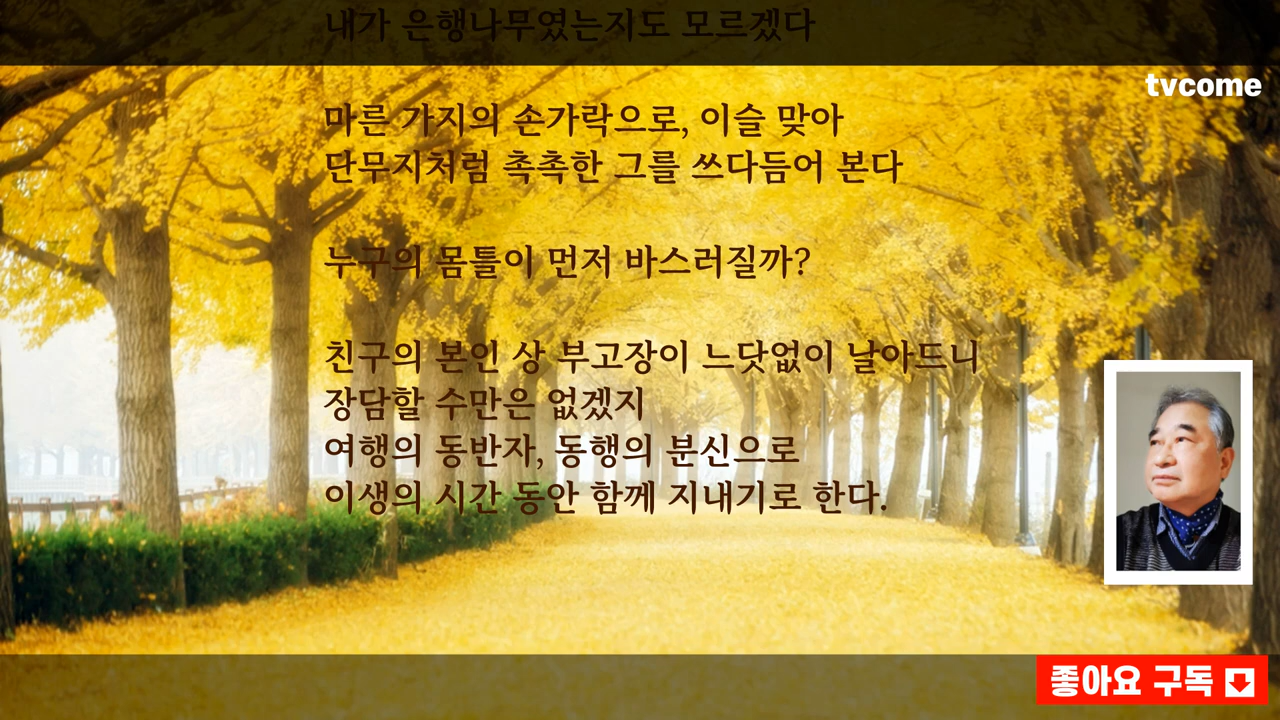 내가 은행나무였는지도 모르겠다
tvcome
마른 가지의 손가락으로, 이슬 맞아
단무지처럼 촉촉한 그를 쓰다듬어 본다
누구의 몸틀이 먼저 바스러질까?
친구의 본인 상 부고장이 느닷없이 날아드니
장담할 수만은 없겠지
여행의 동반자, 동행의 분신으로
이생의 시간 동안 함께 지내기로 한다.
좋아요 구독